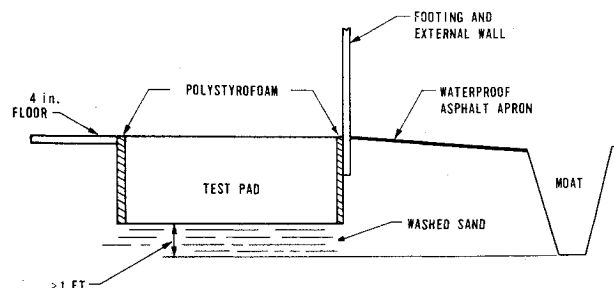 FOOTING AND
EXTERNAL WALL
4 in.
FLOOR
POLYSTYROFOAM
WATERPROOF
ASPHALT APRON
TEST PAD
MOAT
WASHED SAND
>1 FT